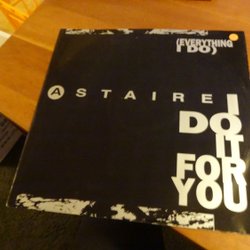 (EVERYTHING
I DO)
ASTAIRE
I
DO
IT
FOR
YOU